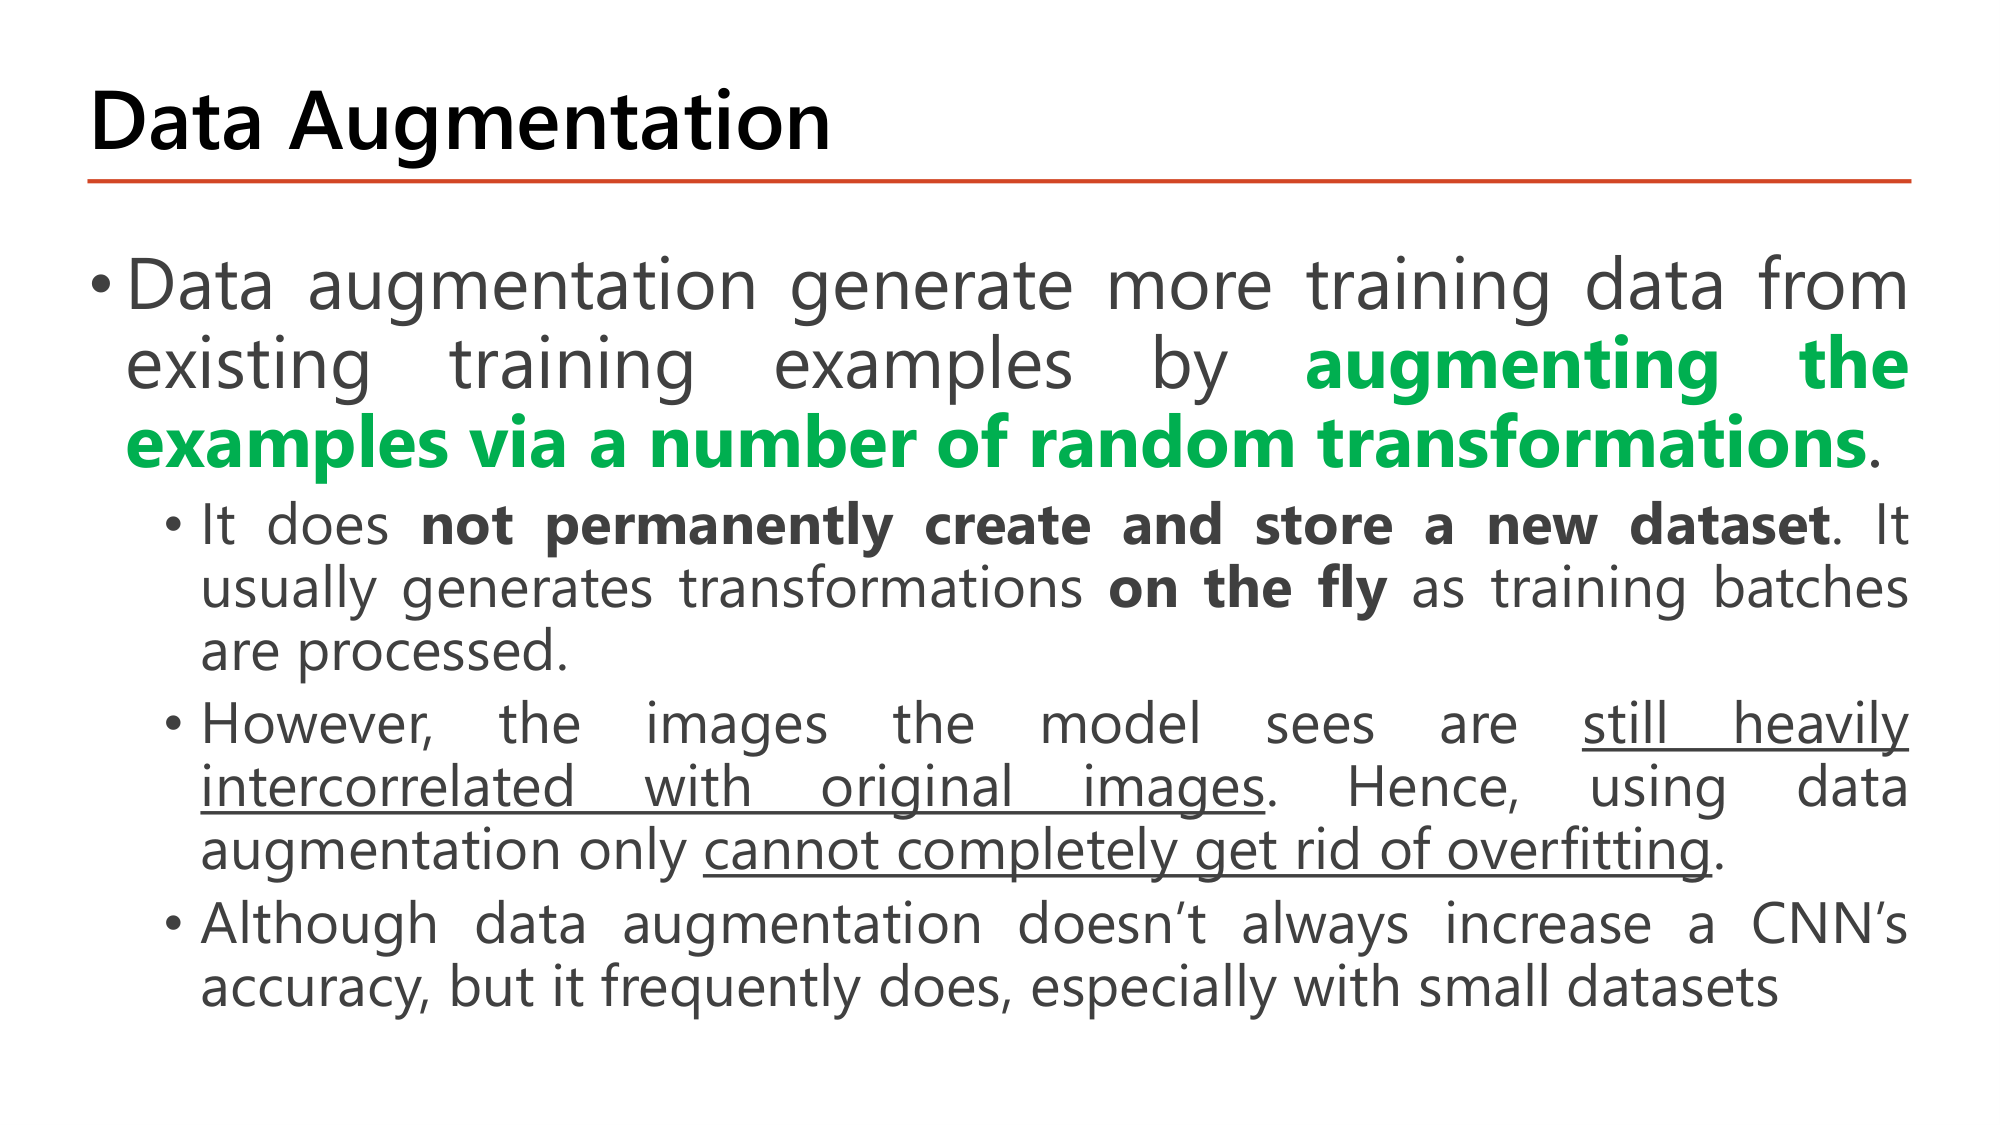 Data Augmentation
• Data augmentation generate more training data from
existing training examples by augmenting the
examples via a number of random transformations.
• It does not permanently create and store a new dataset. It
usually generates transformations on the fly as training batches
are processed.
• However, the images the model sees are still heavily
intercorrelated with original images. Hence, using data
augmentation only cannot completely get rid of overfitting.
• Although data augmentation doesn’t always increase a CNN’s
accuracy, but it frequently does, especially with small datasets